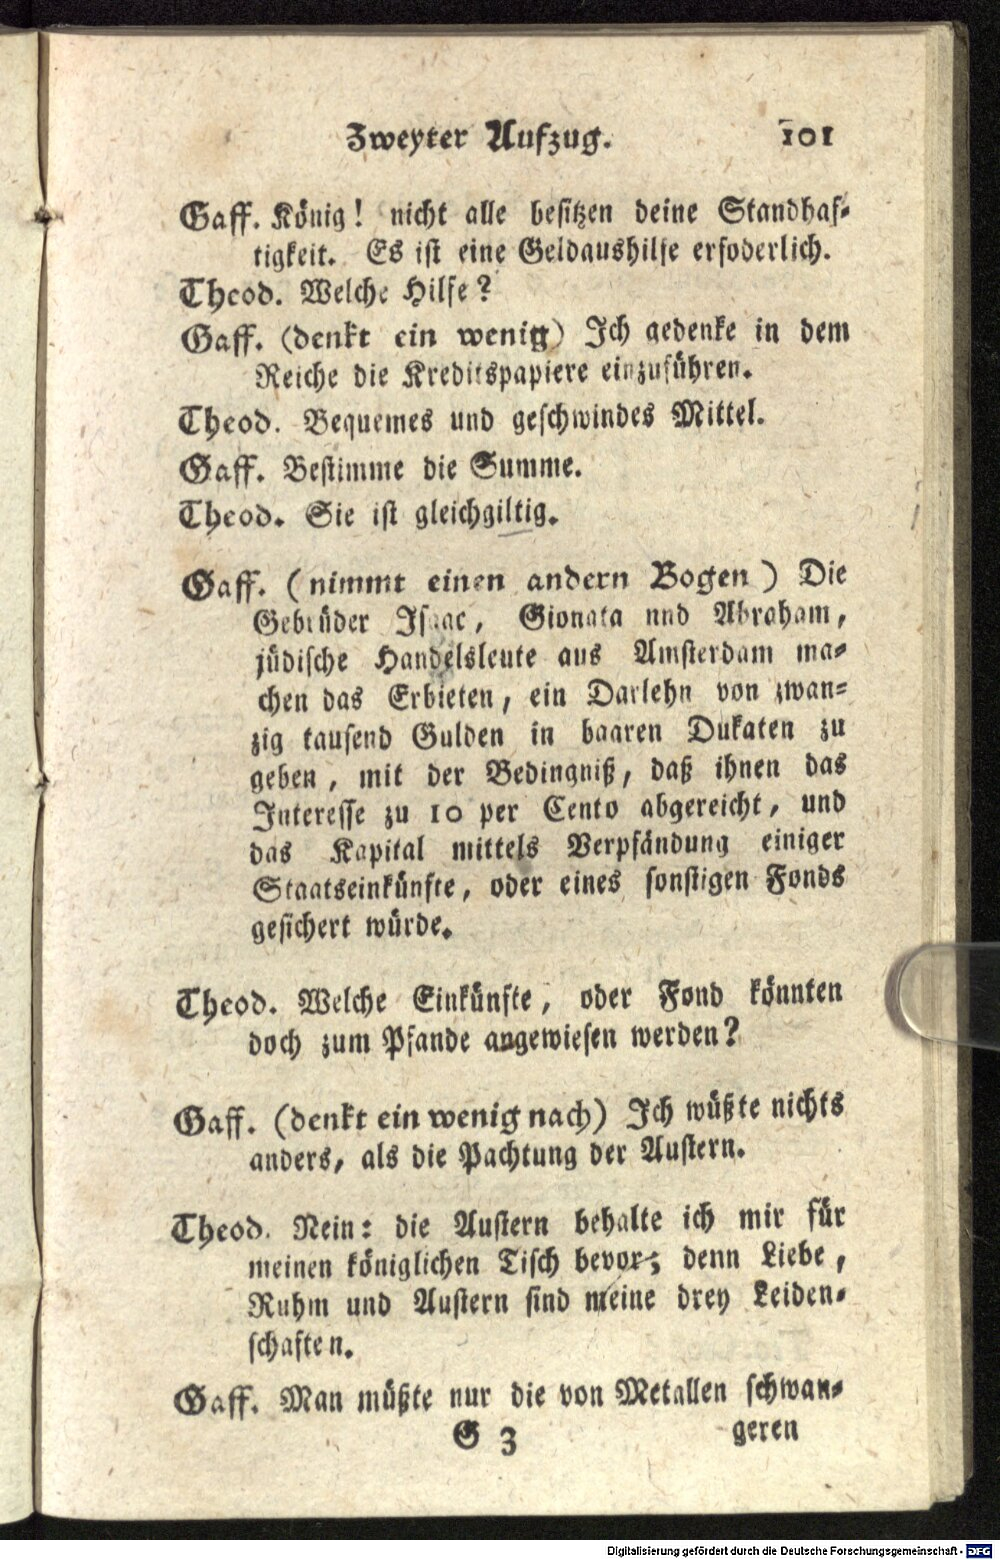 Zweyter Aufzug. 101
Gaff. König! nicht alle besitzen deine Standhaf-
tigkeit. Es ist eine Geldaushilfe erfoderlich.
Theod. Welche Hilfe?
Gaff. (denkt ein wenig) Ich gedenke in dem
Reiche die Kreditspapiere einzuführen.
Theod. Bequemes und geschwindes Mittel.
Gaff. Bestimme die Summe.
Theod. Sie ist gleichgiltig.
Gaff. (nimmt einen andern Bogen) Die
Gebrüder Isaac, Gionata nnd Abraham,
jüdische Handelsleute aus Amsterdam ma-
chen das Erbieten, ein Darlehn von zwan-
zig tausend Gulden in baaren Dukaten zu
geben, mit der Bedingniß, daß ihnen das
Interesse zu 10 per Cento abgereicht, und
das Kapital mittels Verpfändung einiger
Staatseinkünfte, oder eines sonstigen Fonds
gesichert würde.
Theod. Welche Einkünfte, oder Fond könnten
doch zum Pfande angewiesen werden?
Gaff. (denkt ein wenig nach) Ich wüßte nichts
anders, als die Pachtung der Austern.
Theod. Nein: die Austern behalte ich mir für
meinen königlichen Tisch bevor; denn Liebe,
Ruhm und Austern sind meine drey Leiden-
schaften.
Gaff. Man müßte nur die von Metallen schwan-
G 3 geren
Digitalisierung gefördert durch die Deutsche Forschungsgemeinschaft - DFG